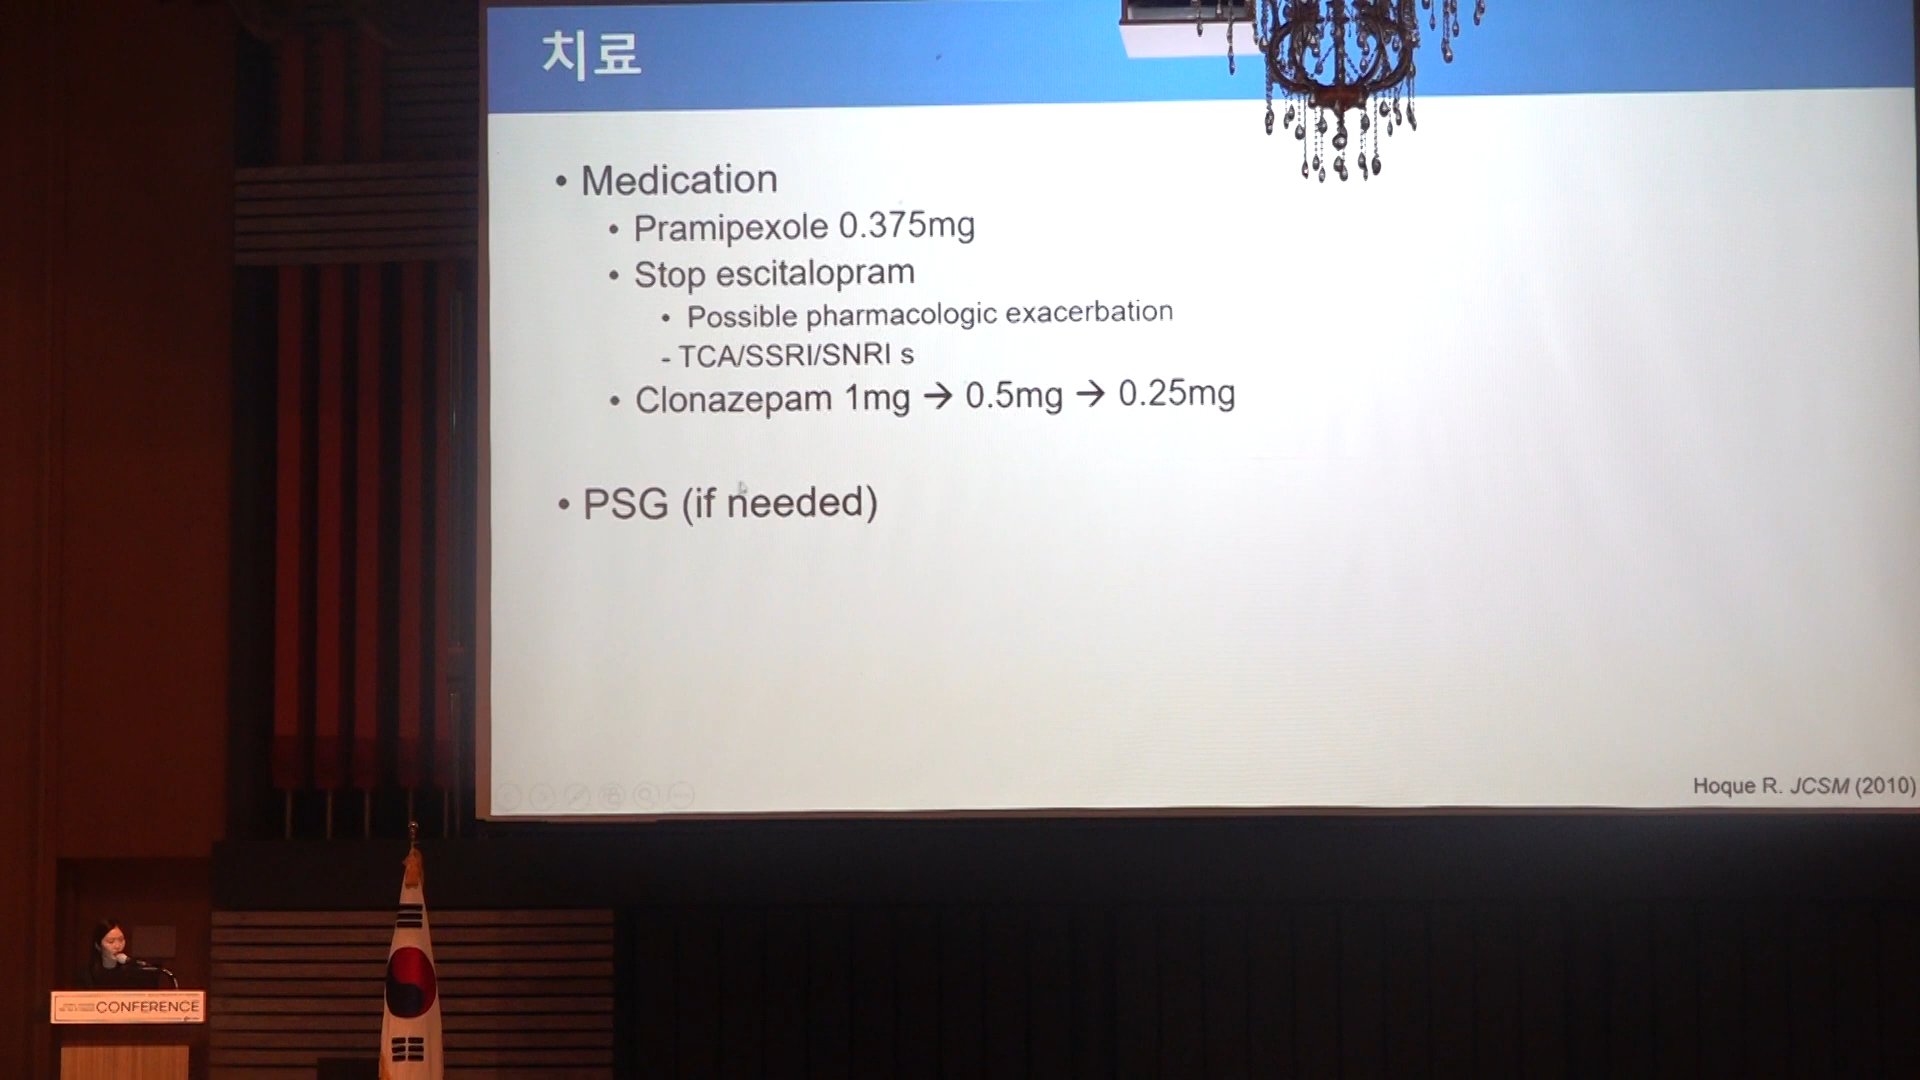 치료
• Medication
• Pramipexole 0.375mg
• Stop escitalopram
• Possible pharmacologic exacerbation
- TCA/SSRI/SNRI s
• Clonazepam 1mg → 0.5mg → 0.25mg
• PSG (if needed)
Hoque R. JCSM (2010)
CONFERENCE